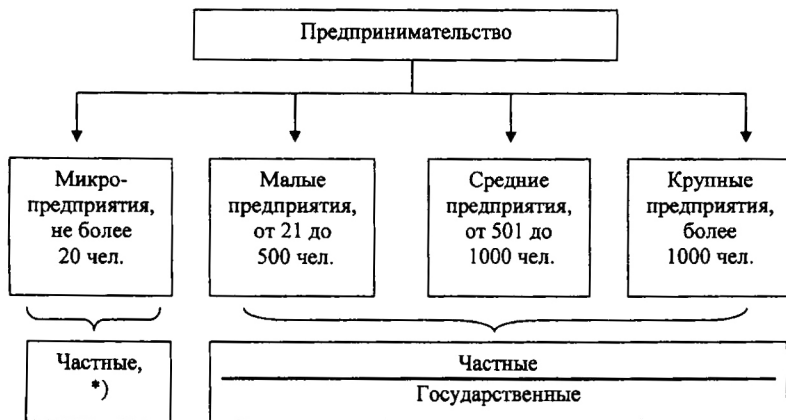 Предпринимательство
Микро-
предприятия,
не более
20 чел.
Малые
предприятия,
от 21 до
500 чел.
Средние
предприятия,
от 501 до
1000 чел.
Крупные
предприятия,
более
1000 чел.
Частные,
*)
Частные
Государственные